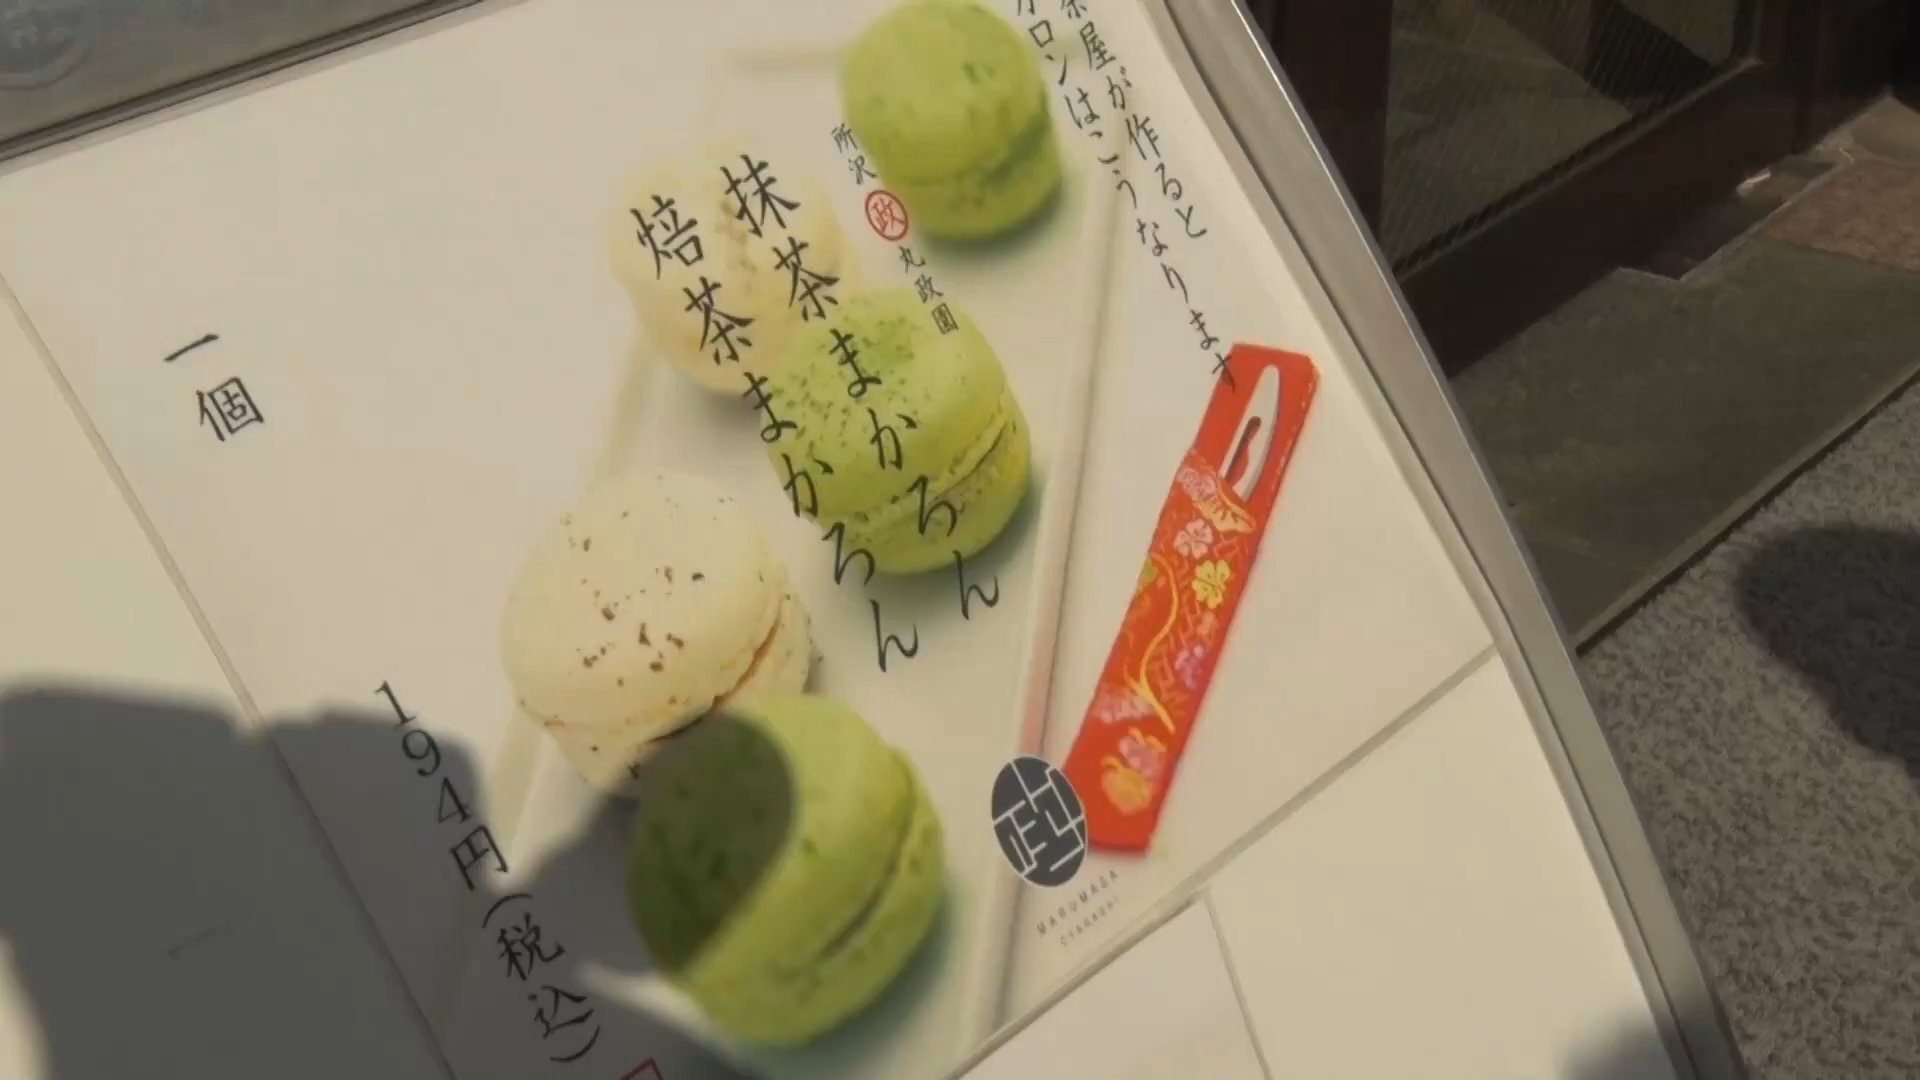 茶屋が作ると
カロンはこうなります
所沢 政 丸政園
抹茶まかろん
焙茶まかろん
一個
194円(税込)
MARUMASA